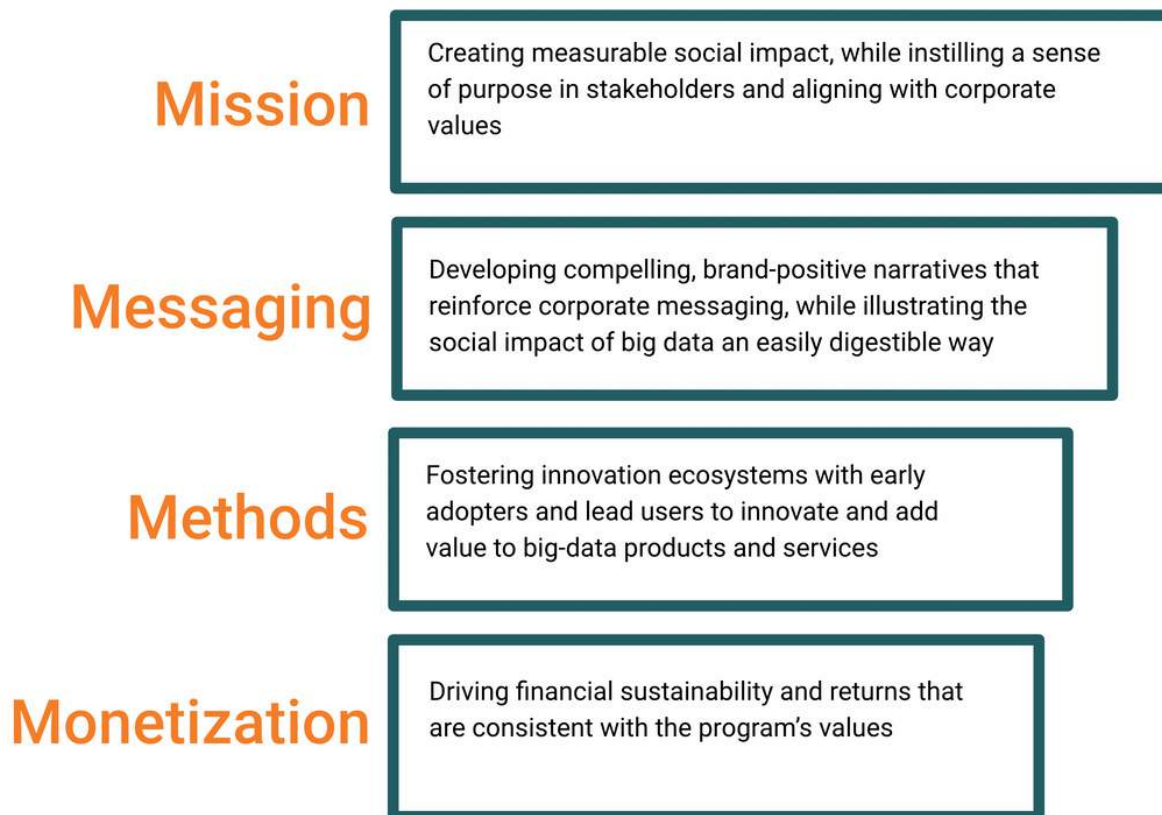 Mission
Creating measurable social impact, while instilling a sense
of purpose in stakeholders and aligning with corporate
values
Messaging
Developing compelling, brand-positive narratives that
reinforce corporate messaging, while illustrating the
social impact of big data an easily digestible way
Methods
Fostering innovation ecosystems with early
adopters and lead users to innovate and add
value to big-data products and services
Monetization
Driving financial sustainability and returns that
are consistent with the program’s values